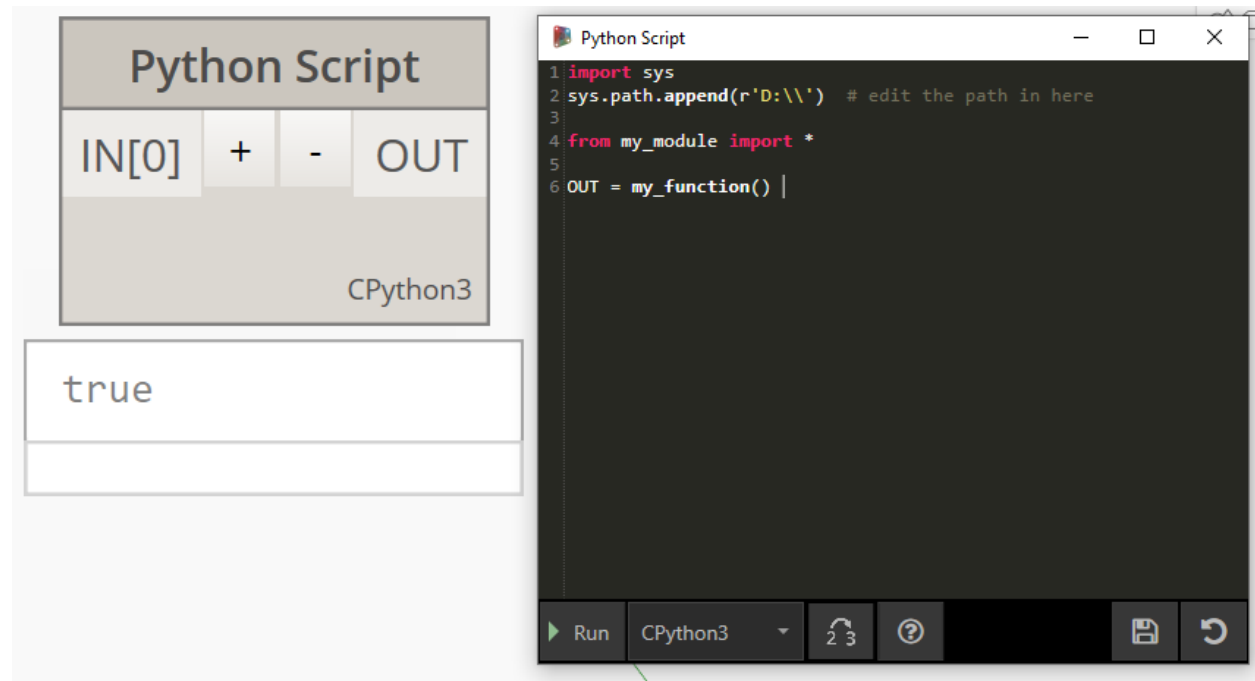 Python Script
IN[0] + - OUT
CPython3
true
Python Script
1 import sys
2 sys.path.append(r'D:\\')  # edit the path in here
3
4 from my_module import *
5
6 OUT = my_function()
Run CPython3 2 3 ?